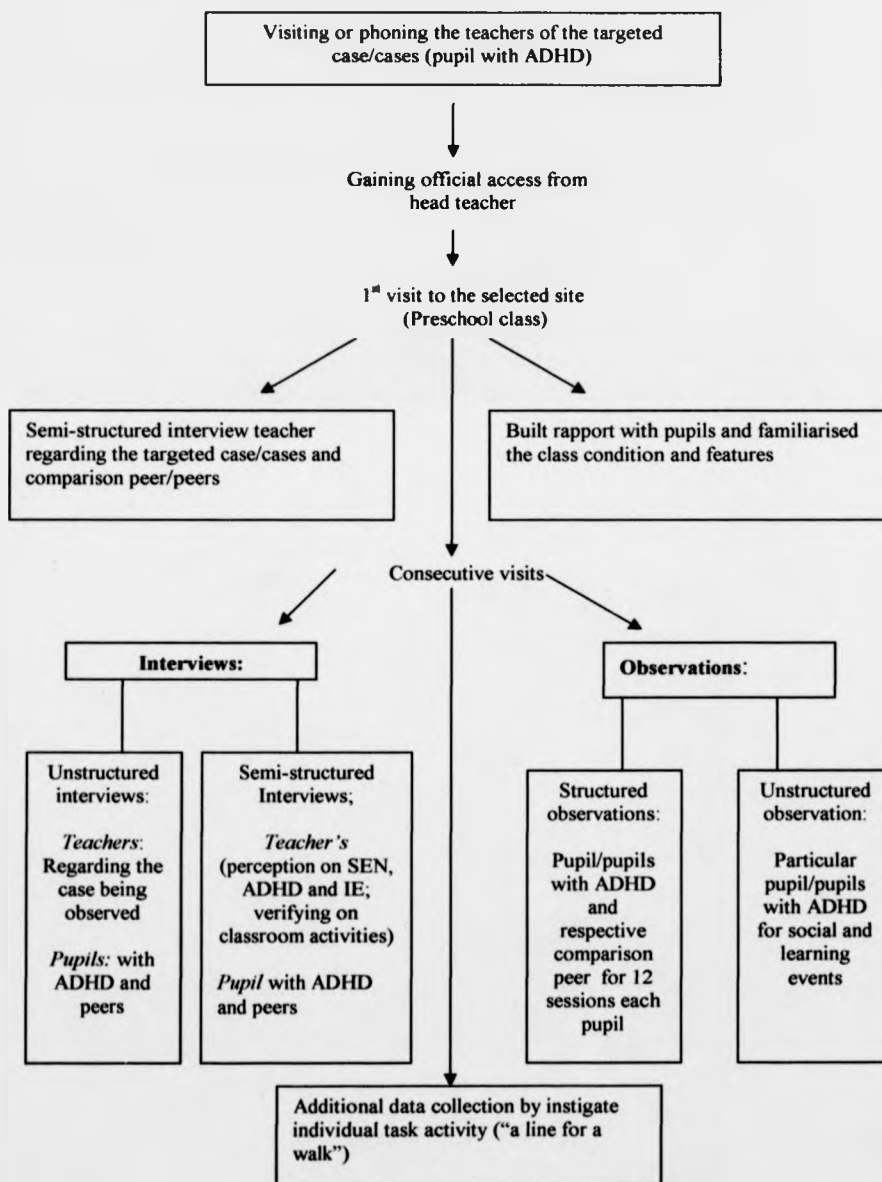 Visiting or phoning the teachers of the targeted
case/cases (pupil with ADHD)
Gaining official access from
head teacher
1st visit to the selected site
(Preschool class)
Semi-structured interview teacher
regarding the targeted case/cases and
comparison peer/peers
Built rapport with pupils and familiarised
the class condition and features
Consecutive visits
Interviews:
Observations:
Unstructured
interviews:
Teachers:
Regarding the
case being
observed
Pupils: with
ADHD and
peers
Semi-structured
Interviews;
Teacher's
(perception on SEN,
ADHD and IE;
verifying on
classroom activities)
Pupil with ADHD
and peers
Structured
observations:
Pupil/pupils
with ADHD
and
respective
comparison
peer for 12
sessions each
pupil
Unstructured
observation:
Particular
pupil/pupils
with ADHD
for social and
learning
events
Additional data collection by instigate
individual task activity ("a line for a
walk")